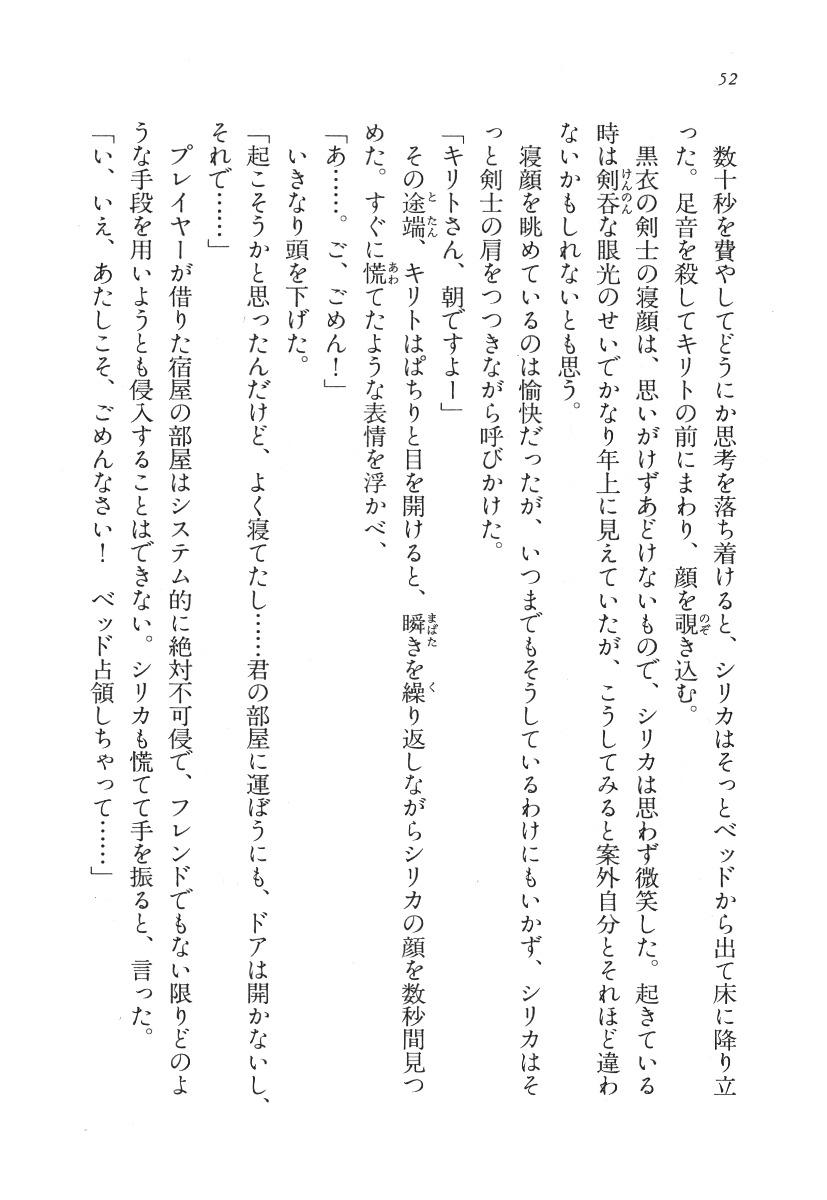 52
　数十秒を費やしてどうにか思考を落ち着けると、シリカはそっとベッドから出て床に降り立
った。足音を殺してキリトの前にまわり、顔を覗き込む。
　黒衣の剣士の寝顔は、思いがけずあどけないもので、シリカは思わず微笑した。起きている
時は剣呑な眼光のせいでかなり年上に見えていたが、こうしてみると案外自分とそれほど違わ
ないかもしれないとも思う。
　寝顔を眺めているのは愉快だったが、いつまでもそうしているわけにもいかず、シリカはそ
っと剣士の肩をつつきながら呼びかけた。
「キリトさん、朝ですよー」
　その途端、キリトはぱちりと目を開けると、瞬きを繰り返しながらシリカの顔を数秒間見つ
めた。すぐに慌てたような表情を浮かべ、
「あ……。ご、ごめん！」
　いきなり頭を下げた。
「起こそうかと思ったんだけど、よく寝てたし……君の部屋に運ぼうにも、ドアは開かないし、
それで……」
　プレイヤーが借りた宿屋の部屋はシステム的に絶対不可侵で、フレンドでもない限りどのよ
うな手段を用いようとも侵入することはできない。シリカも慌てて手を振ると、言った。
「い、いえ、あたしこそ、ごめんなさい！　ベッド占領しちゃって……」